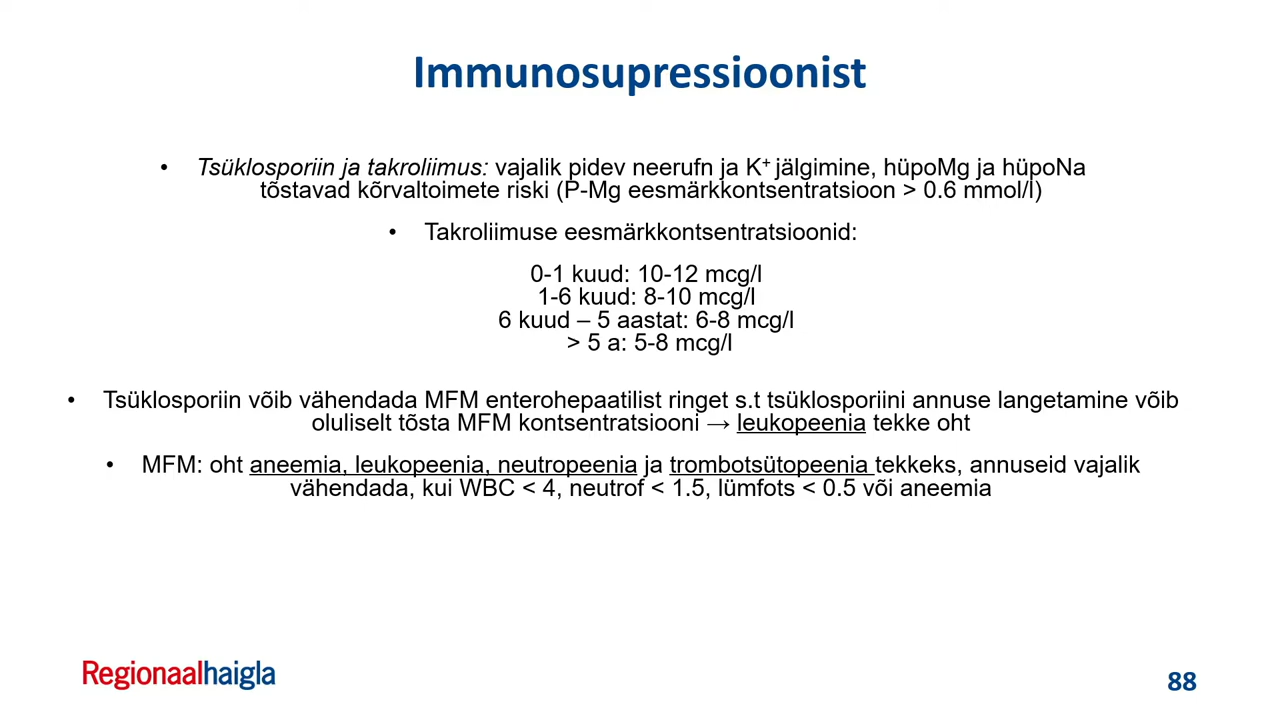 Immunosupressioonist
• Tsüklosporiin ja takroliimus: vajalik pidev neerufn ja K+ jälgimine, hüpoMg ja hüpoNa
tõstavad kõrvaltoimete riski (P-Mg eesmärkkontsentratsioon > 0.6 mmol/l)
• Takroliimuse eesmärkkontsentratsioonid:
0-1 kuud: 10-12 mcg/l
1-6 kuud: 8-10 mcg/l
6 kuud – 5 aastat: 6-8 mcg/l
> 5 a: 5-8 mcg/l
• Tsüklosporiin võib vähendada MFM enterohepaatilist ringet s.t tsüklosporiini annuse langetamine võib
oluliselt tõsta MFM kontsentratsiooni → leukopeenia tekke oht
• MFM: oht aneemia, leukopeenia, neutropeenia ja trombotsütopeenia tekkeks, annuseid vajalik
vähendada, kui WBC < 4, neutrof < 1.5, lümfots < 0.5 või aneemia
Regionaalhaigla
88